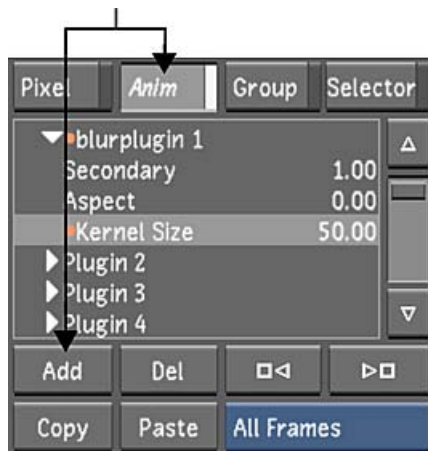 Pixel Anim Group Selector
blurplugin 1
Secondary 1.00
Aspect 0.00
Kernel Size 50.00
Plugin 2
Plugin 3
Plugin 4
Add Del
Copy Paste All Frames